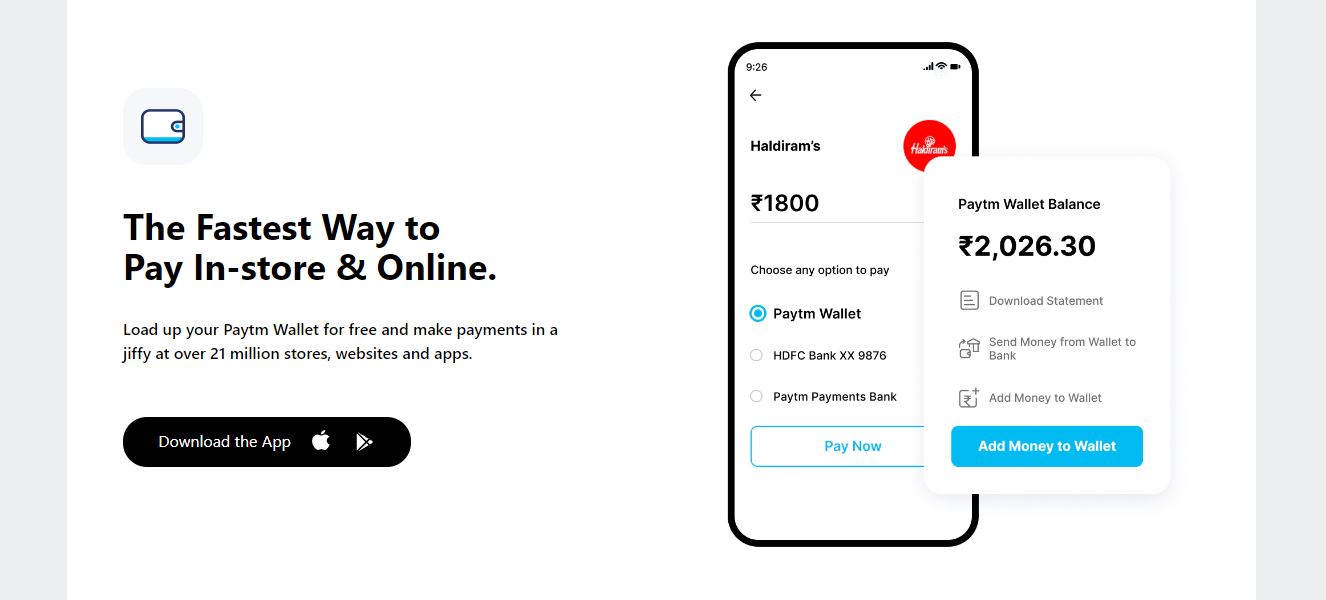 The Fastest Way to
Pay In-store & Online.
Load up your Paytm Wallet for free and make payments in a
jiffy at over 21 million stores, websites and apps.
Download the App
9:26
Haldiram's
Haldiram's
₹1800
Choose any option to pay
Paytm Wallet
HDFC Bank XX 9876
Paytm Payments Bank
Pay Now
Paytm Wallet Balance
₹2,026.30
Download Statement
Send Money from Wallet to
Bank
Add Money to Wallet
Add Money to Wallet